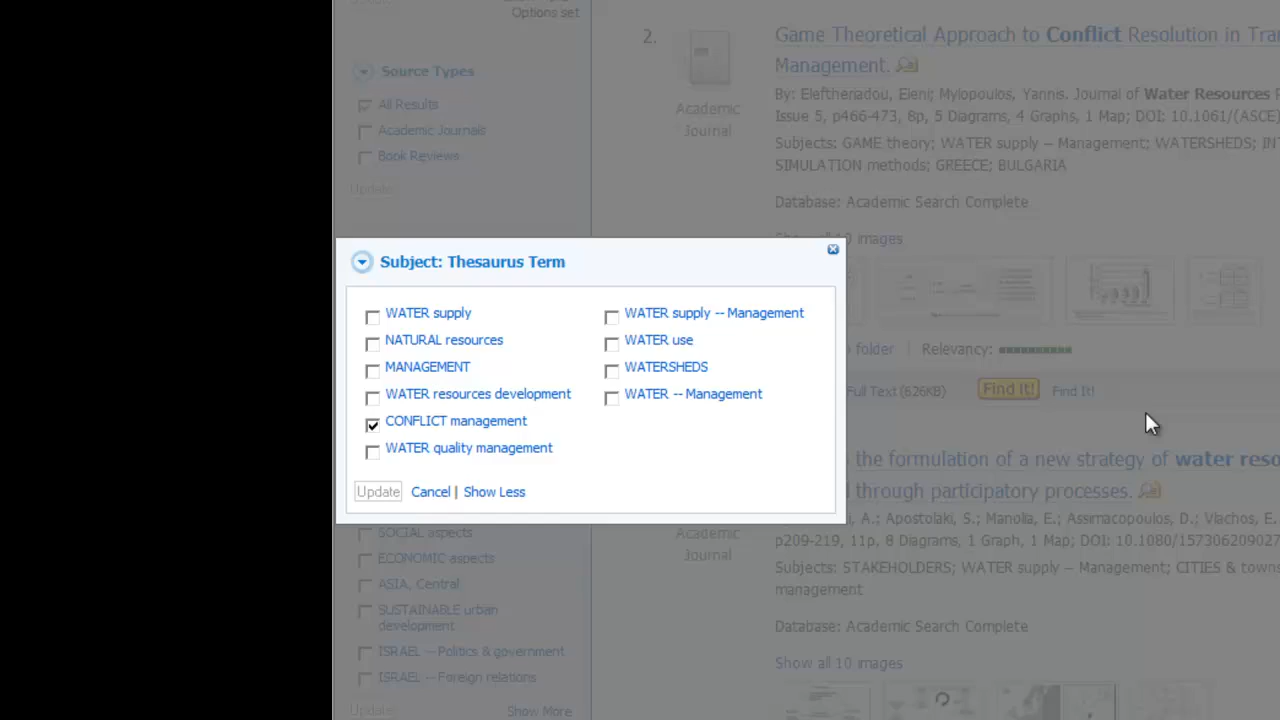 Options set
Source Types
All Results
Academic Journals
Book Reviews
Update
2.
Academic
Journal
Game Theoretical Approach to Conflict Resolution in
Management.
By: Eleftheriadou, Eleni; Mylopoulos, Yannis. Journal of Water Resources
Issue 5, p466-473, 8p, 5 Diagrams, 4 Graphs, 1 Map; DOI: 10.1061/(ASCE)
Subjects: GAME theory; WATER supply -- Management; WATERSHEDS;
SIMULATION methods; GREECE; BULGARIA
Database: Academic Search Complete
images
folder | Relevancy:
Full Text (626KB) Find It! Find It!
Subject: Thesaurus Term
WATER supply
NATURAL resources
MANAGEMENT
WATER resources development
CONFLICT management
WATER quality management
WATER supply -- Management
WATER use
WATERSHEDS
WATER -- Management
Update Cancel | Show Less
SOCIAL aspects
ECONOMIC aspects
ASIA, Central
SUSTAINABLE urban
development
ISRAEL -- Politics & government
ISRAEL -- Foreign relations
Update Show More
the formulation of a new strategy of water
through participatory processes.
Academic
Journal
A.; Apostolaki, S.; Manolia, E.; Assimacopoulos, D.; Vlachos, E.
p209-219, 11p, 8 Diagrams, 1 Graph, 1 Map; DOI: 10.1080/157306209027
Subjects: STAKEHOLDERS; WATER supply -- Management; CITIES & towns
management
Database: Academic Search Complete
Show all 10 images